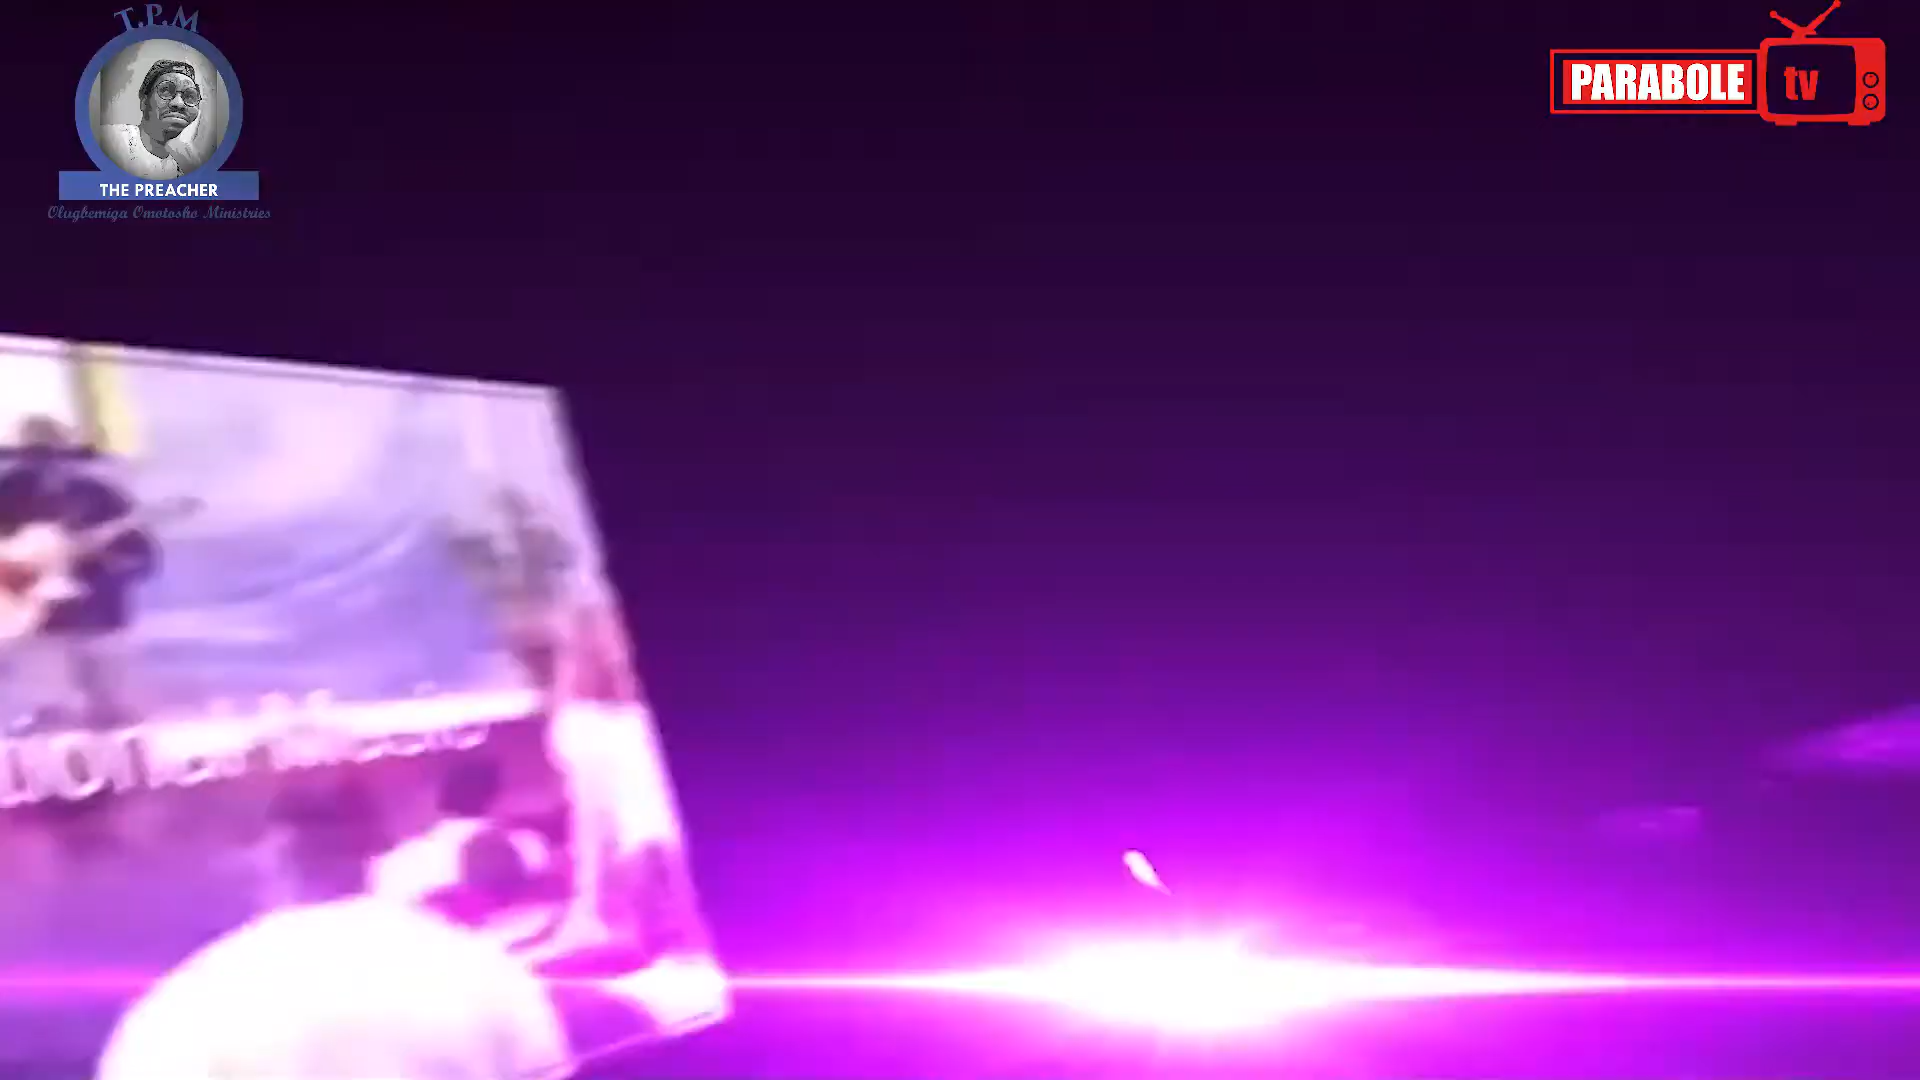 T.P.M
THE PREACHER
Olugbemiga Omotosho Ministries
PARABOLE tv